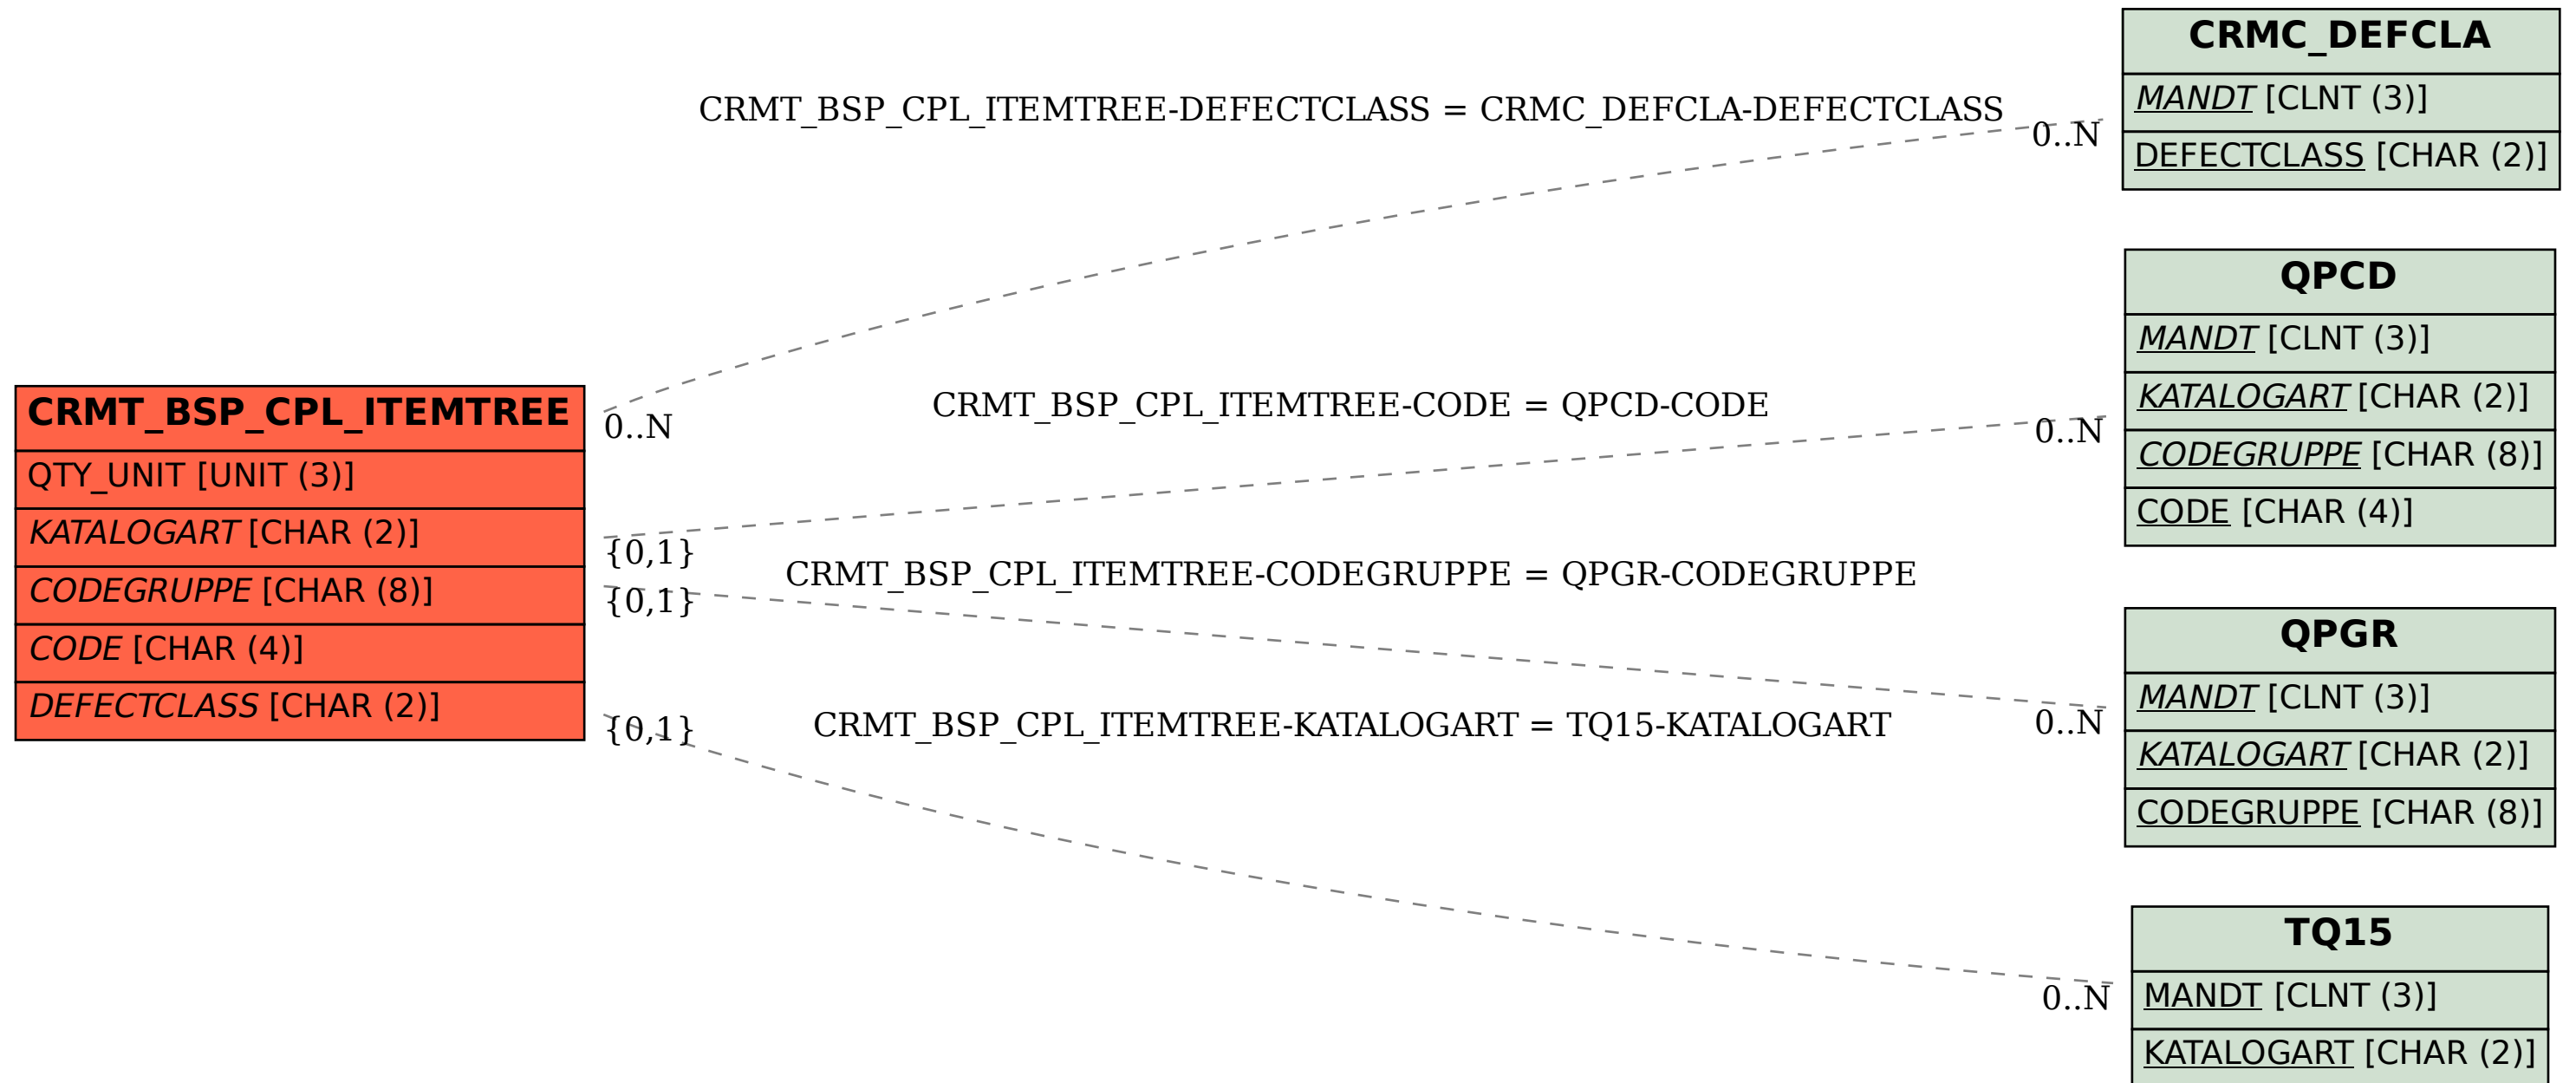 CRMC_DEFCLA
MANDT [CLNT (3)]
DEFECTCLASS [CHAR (2)]
CRMT_BSP_CPL_ITEMTREE-DEFECTCLASS = CRMC_DEFCLA-DEFECTCLASS
0..N
0..N
QPCD
MANDT [CLNT (3)]
KATALOGART [CHAR (2)]
CODEGRUPPE [CHAR (8)]
CODE [CHAR (4)]
CRMT_BSP_CPL_ITEMTREE
QTY_UNIT [UNIT (3)]
KATALOGART [CHAR (2)]
CODEGRUPPE [CHAR (8)]
CODE [CHAR (4)]
DEFECTCLASS [CHAR (2)]
CRMT_BSP_CPL_ITEMTREE-CODE = QPCD-CODE
0..N
{0,1}
CRMT_BSP_CPL_ITEMTREE-CODEGRUPPE = QPGR-CODEGRUPPE
{0,1}
0..N
QPGR
MANDT [CLNT (3)]
KATALOGART [CHAR (2)]
CODEGRUPPE [CHAR (8)]
{0,1}
CRMT_BSP_CPL_ITEMTREE-KATALOGART = TQ15-KATALOGART
0..N
TQ15
MANDT [CLNT (3)]
KATALOGART [CHAR (2)]